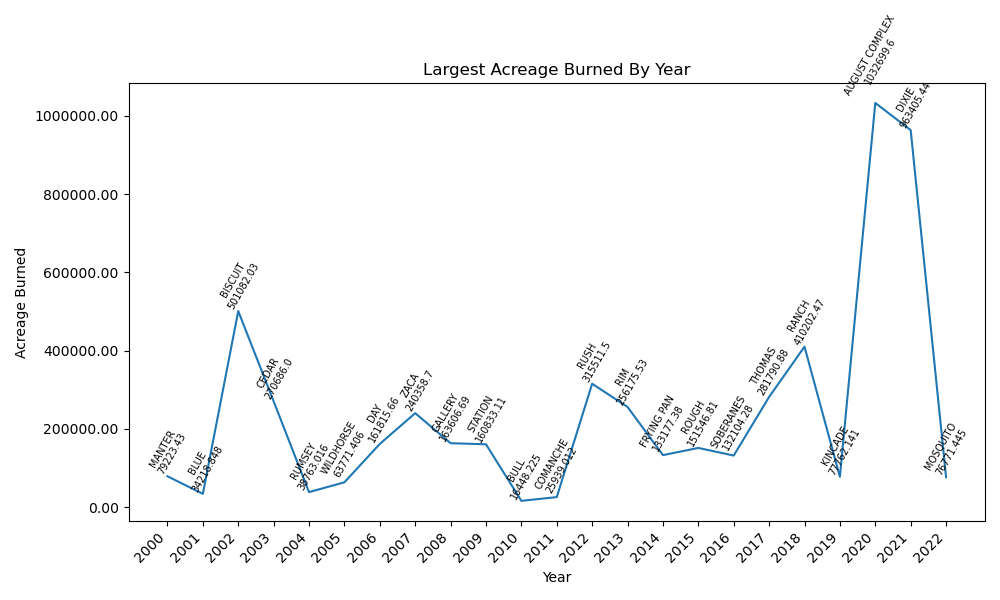 Largest Acreage Burned By Year
Acreage Burned
1000000.00
800000.00
600000.00
400000.00
200000.00
0.00
MANTER
79223.43
BLUE
34218.848
BISCUIT
501082.03
CEDAR
270686.0
RUMSEY
38763.016
WILDHORSE
63771.406
DAY
161815.66
ZACA
240358.7
GALLERY
163606.69
STATION
160833.11
BULL
16448.225
COMANCHE
25939.012
RUSH
315511.5
RIM
256175.53
FRYING PAN
133177.38
ROUGH
151546.81
SOBERANES
132104.28
THOMAS
281790.88
RANCH
410202.47
KINCADE
77762.141
AUGUST COMPLEX
1032699.6
DIXIE
963405.44
MOSQUITO
76771.445
2000
2001
2002
2003
2004
2005
2006
2007
2008
2009
2010
2011
2012
2013
2014
2015
2016
2017
2018
2019
2020
2021
2022
Year